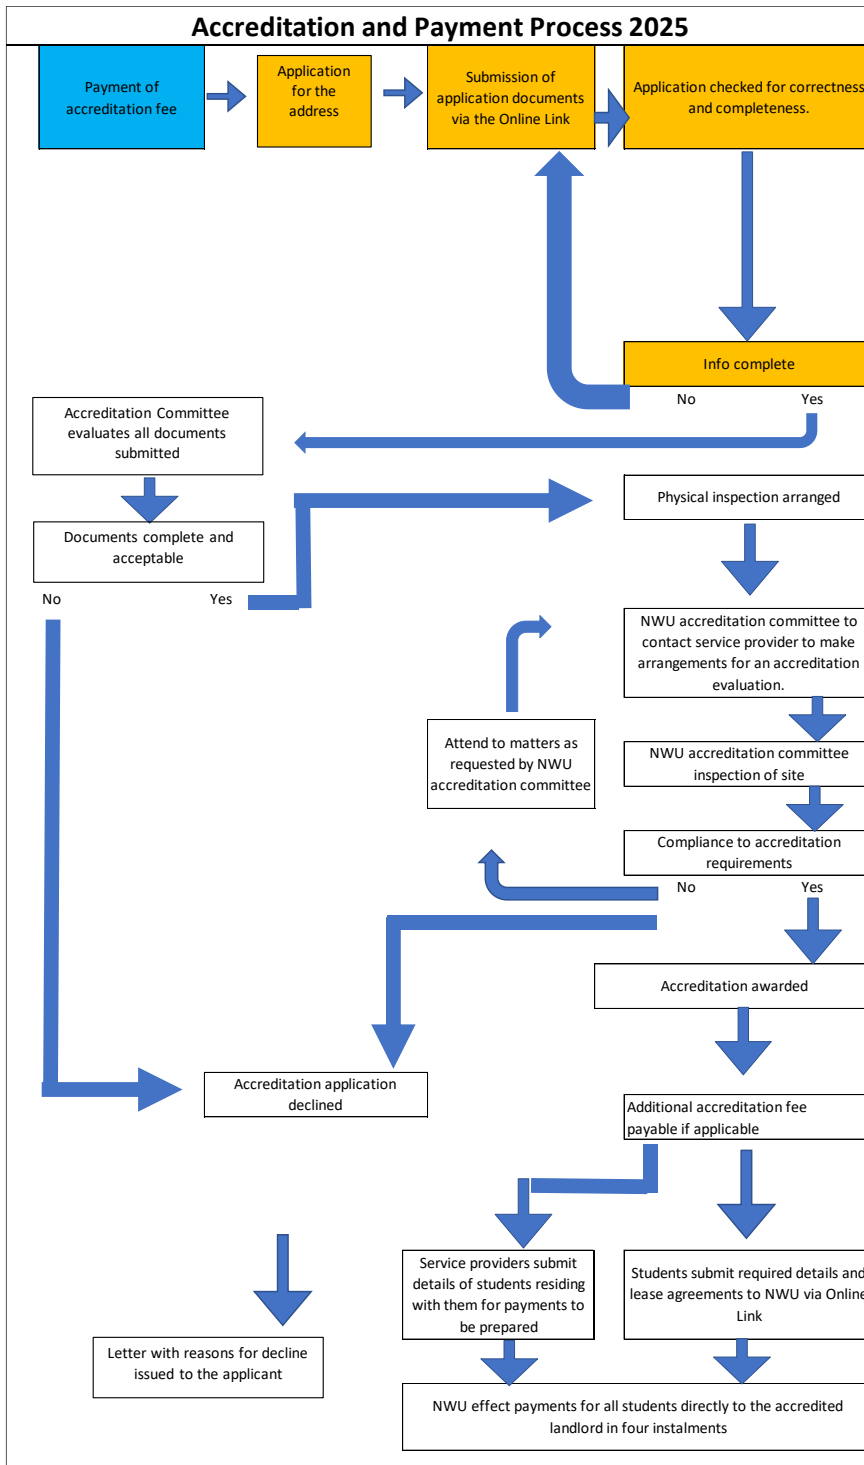 Accreditation and Payment Process 2025
Payment of
accreditation fee
Application
for the
address
Submission of
application documents
via the Online Link
Application checked for correctness
and completeness.
Info complete
No
Yes
Accreditation Committee
evaluates all documents
submitted
Documents complete and
acceptable
No
Yes
Physical inspection arranged
NWU accreditation committee to
contact service provider to make
arrangements for an accreditation
evaluation.
Attend to matters as
requested by NWU
accreditation committee
NWU accreditation committee
inspection of site
Compliance to accreditation
requirements
No
Yes
Accreditation awarded
Accreditation application
declined
Additional accreditation fee
payable if applicable
Service providers submit
details of students residing
with them for payments to
be prepared
Students submit required details and
lease agreements to NWU via Online
Link
Letter with reasons for decline
issued to the applicant
NWU effect payments for all students directly to the accredited
landlord in four instalments